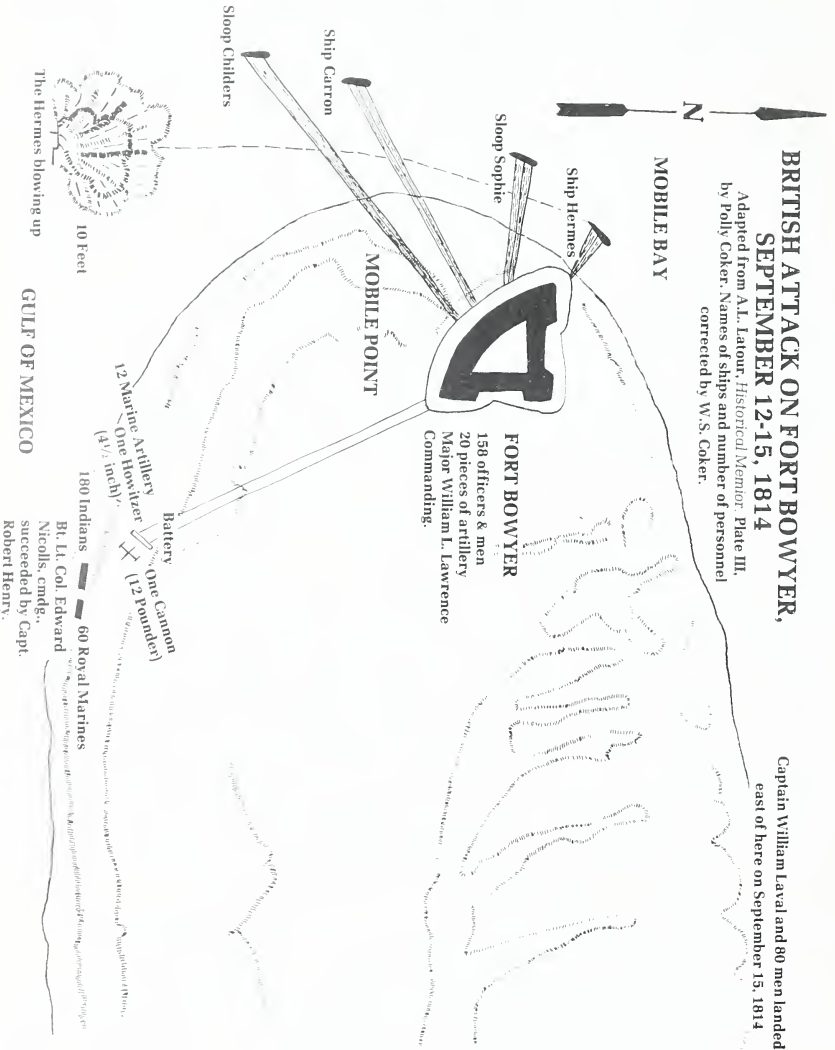 BRITISH ATTACK ON FORT BOWYER,
SEPTEMBER 12-15, 1814
Adapted from A.L. Latour, Historical Memior, Plate III,
by Polly Coker. Names of ships and number of personnel
corrected by W.S. Coker.
Captain William Laval and 80 men landed
east of here on September 15, 1814
N
MOBILE BAY
Ship Hermes
Sloop Sophie
Ship Carron
Sloop Childers
FORT BOWYER
158 officers & men
20 pieces of artillery
Major William L. Lawrence
Commanding.
MOBILE POINT
10 Feet
The Hermes blowing up
GULF OF MEXICO
12 Marine Artillery
One Howitzer
(4½ inch)
Battery
One Cannon
(12 Pounder)
180 Indians
60 Royal Marines
Bt. Lt. Col. Edward
Nicolls, cmdg.,
succeeded by Capt.
Robert Henry.